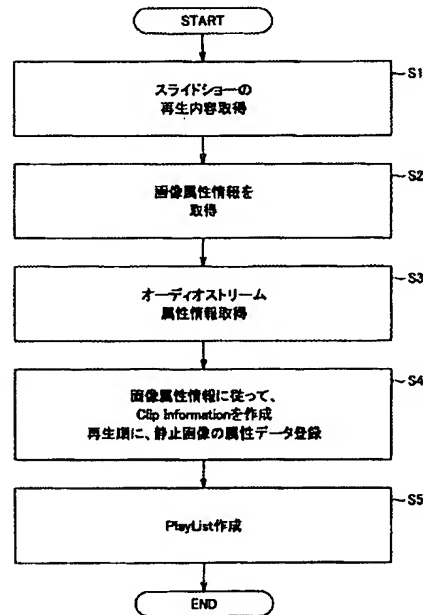 START
S1
スライドショーの
再生内容取得
S2
画像属性情報を
取得
S3
オーディオストリーム
属性情報取得
S4
画像属性情報に従って、
Clip Informationを作成
再生順に、静止画像の属性データ登録
S5
PlayList作成
END